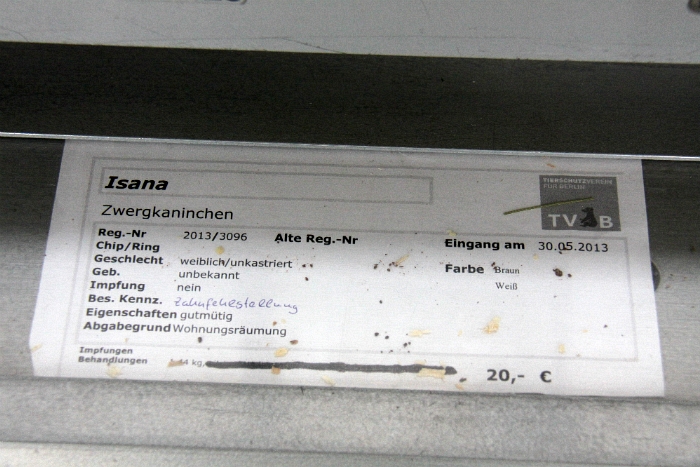 Isana
TIERSCHUTZVEREIN
FÜR BERLIN
TVB
Zwergkaninchen
Reg.-Nr 2013/3096 Alte Reg.-Nr Eingang am 30.05.2013
Chip/Ring
Geschlecht weiblich/unkastriert Farbe Braun
Geb. unbekannt Weiß
Impfung nein
Bes. Kennz. Zahnfehlstellung
Eigenschaften gutmütig
Abgabegrund Wohnungsräumung
Impfungen
Behandlungen kg,
20,- €